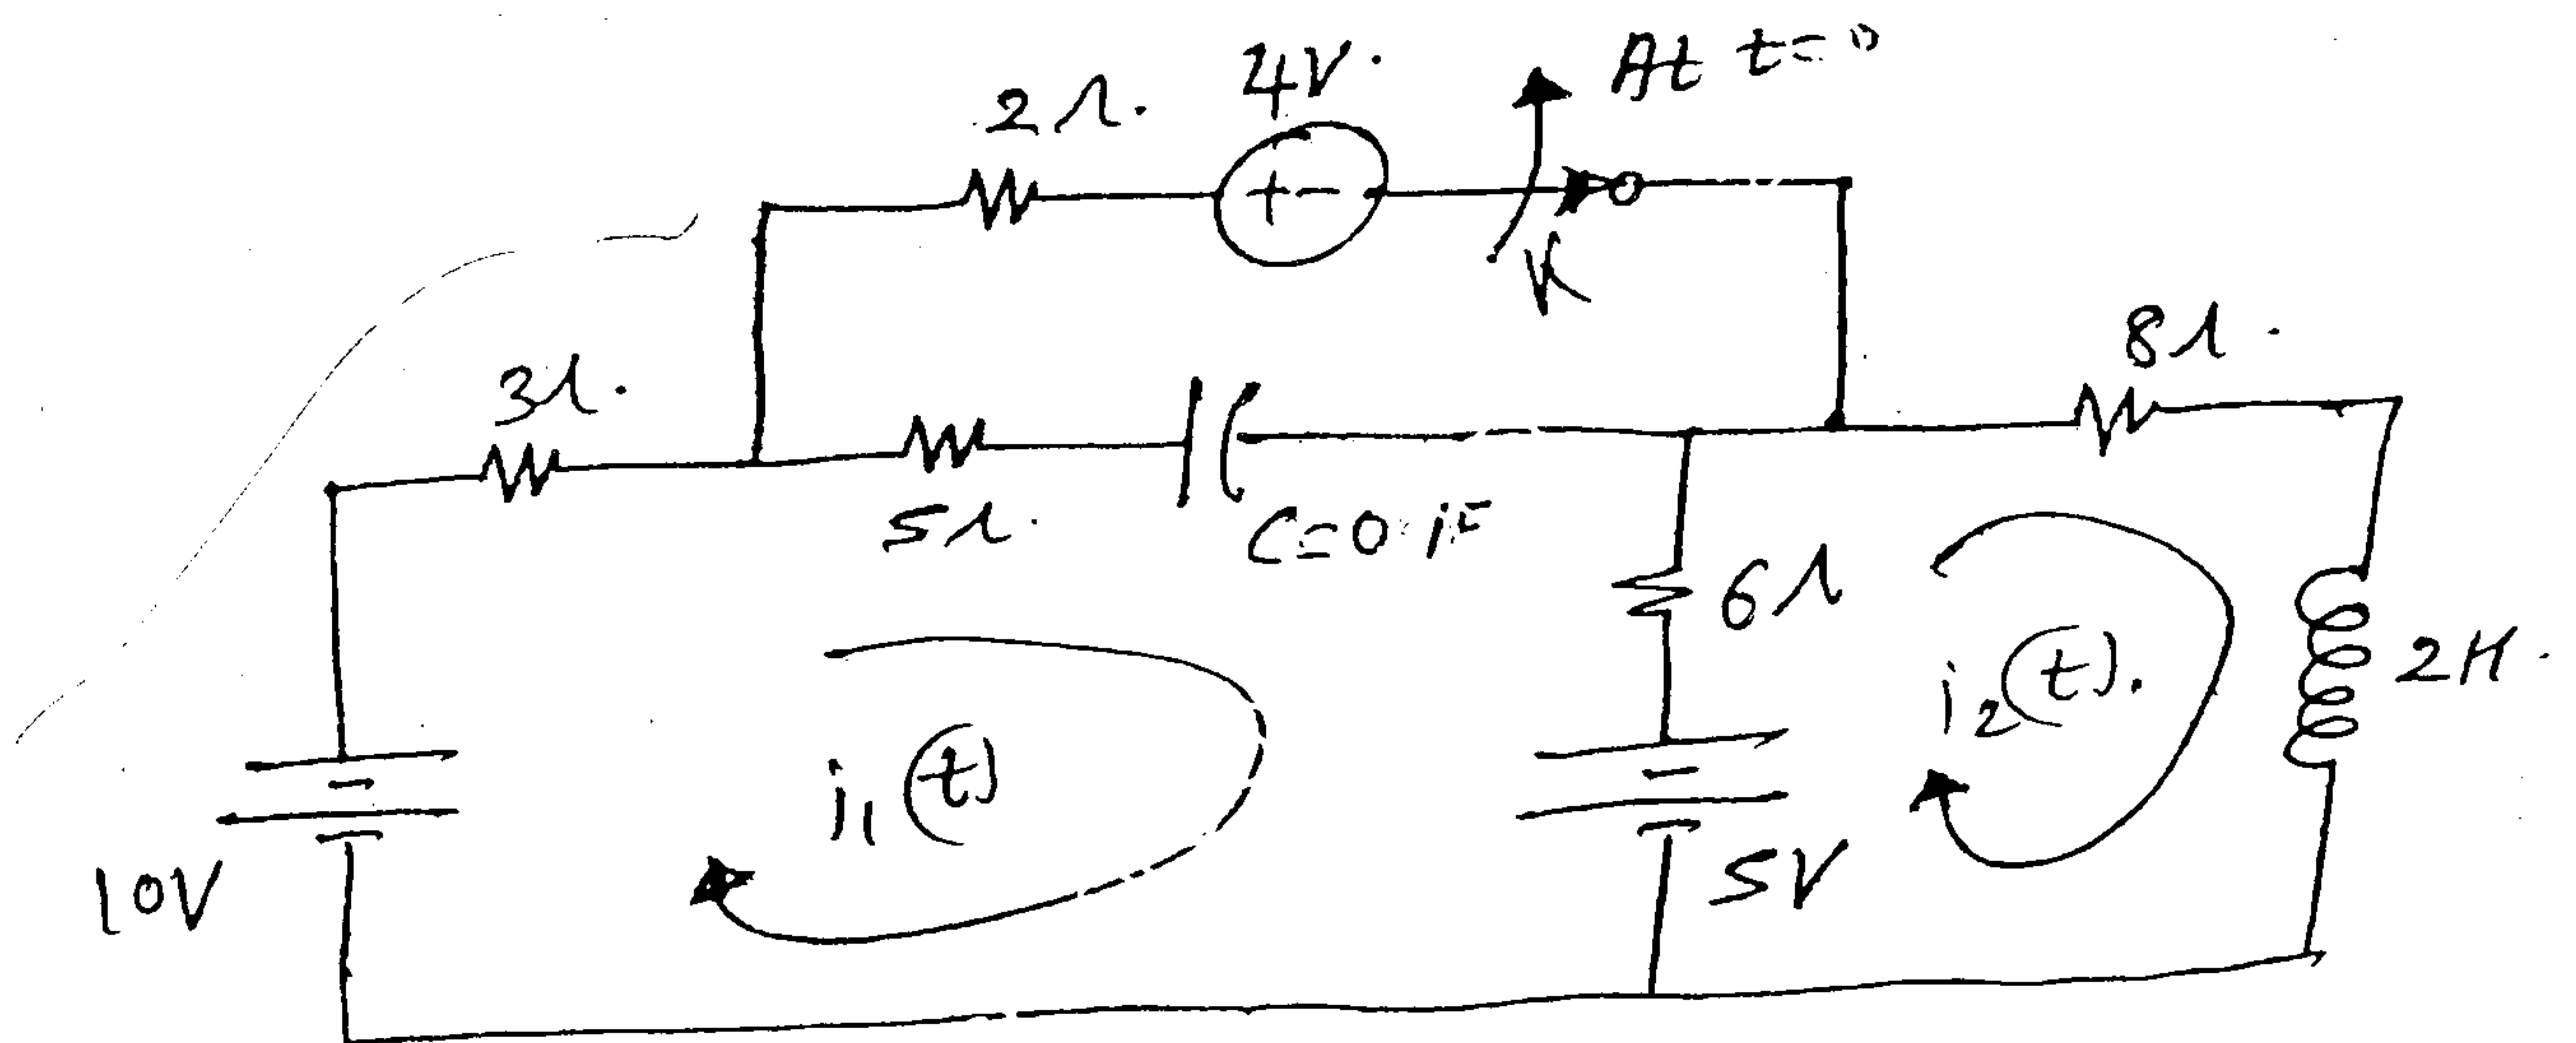 At t=0
4V.
2Ω.
+ -
K
8Ω.
3Ω.
5Ω.
C=0.1F
6Ω
2H.
i₂(t).
i₁(t)
5V
10V